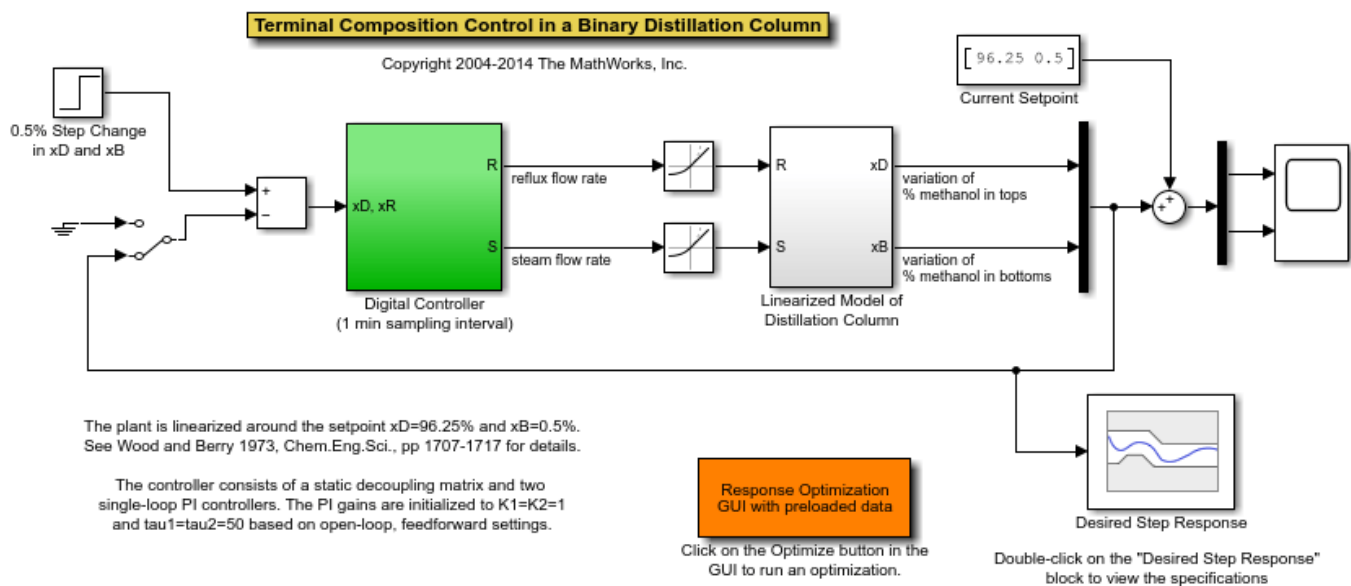 Terminal Composition Control in a Binary Distillation Column
Copyright 2004-2014 The MathWorks, Inc.
[96.25 0.5]
Current Setpoint
0.5% Step Change
in xD and xB
+
−
xD, xR
R
S
Digital Controller
(1 min sampling interval)
reflux flow rate
steam flow rate
R
S
xD
xB
Linearized Model of
Distillation Column
variation of
% methanol in tops
variation of
% methanol in bottoms
+
+
The plant is linearized around the setpoint xD=96.25% and xB=0.5%.
See Wood and Berry 1973, Chem.Eng.Sci., pp 1707-1717 for details.
The controller consists of a static decoupling matrix and two
single-loop PI controllers. The PI gains are initialized to K1=K2=1
and tau1=tau2=50 based on open-loop, feedforward settings.
Response Optimization
GUI with preloaded data
Click on the Optimize button in the
GUI to run an optimization.
Desired Step Response
Double-click on the "Desired Step Response"
block to view the specifications